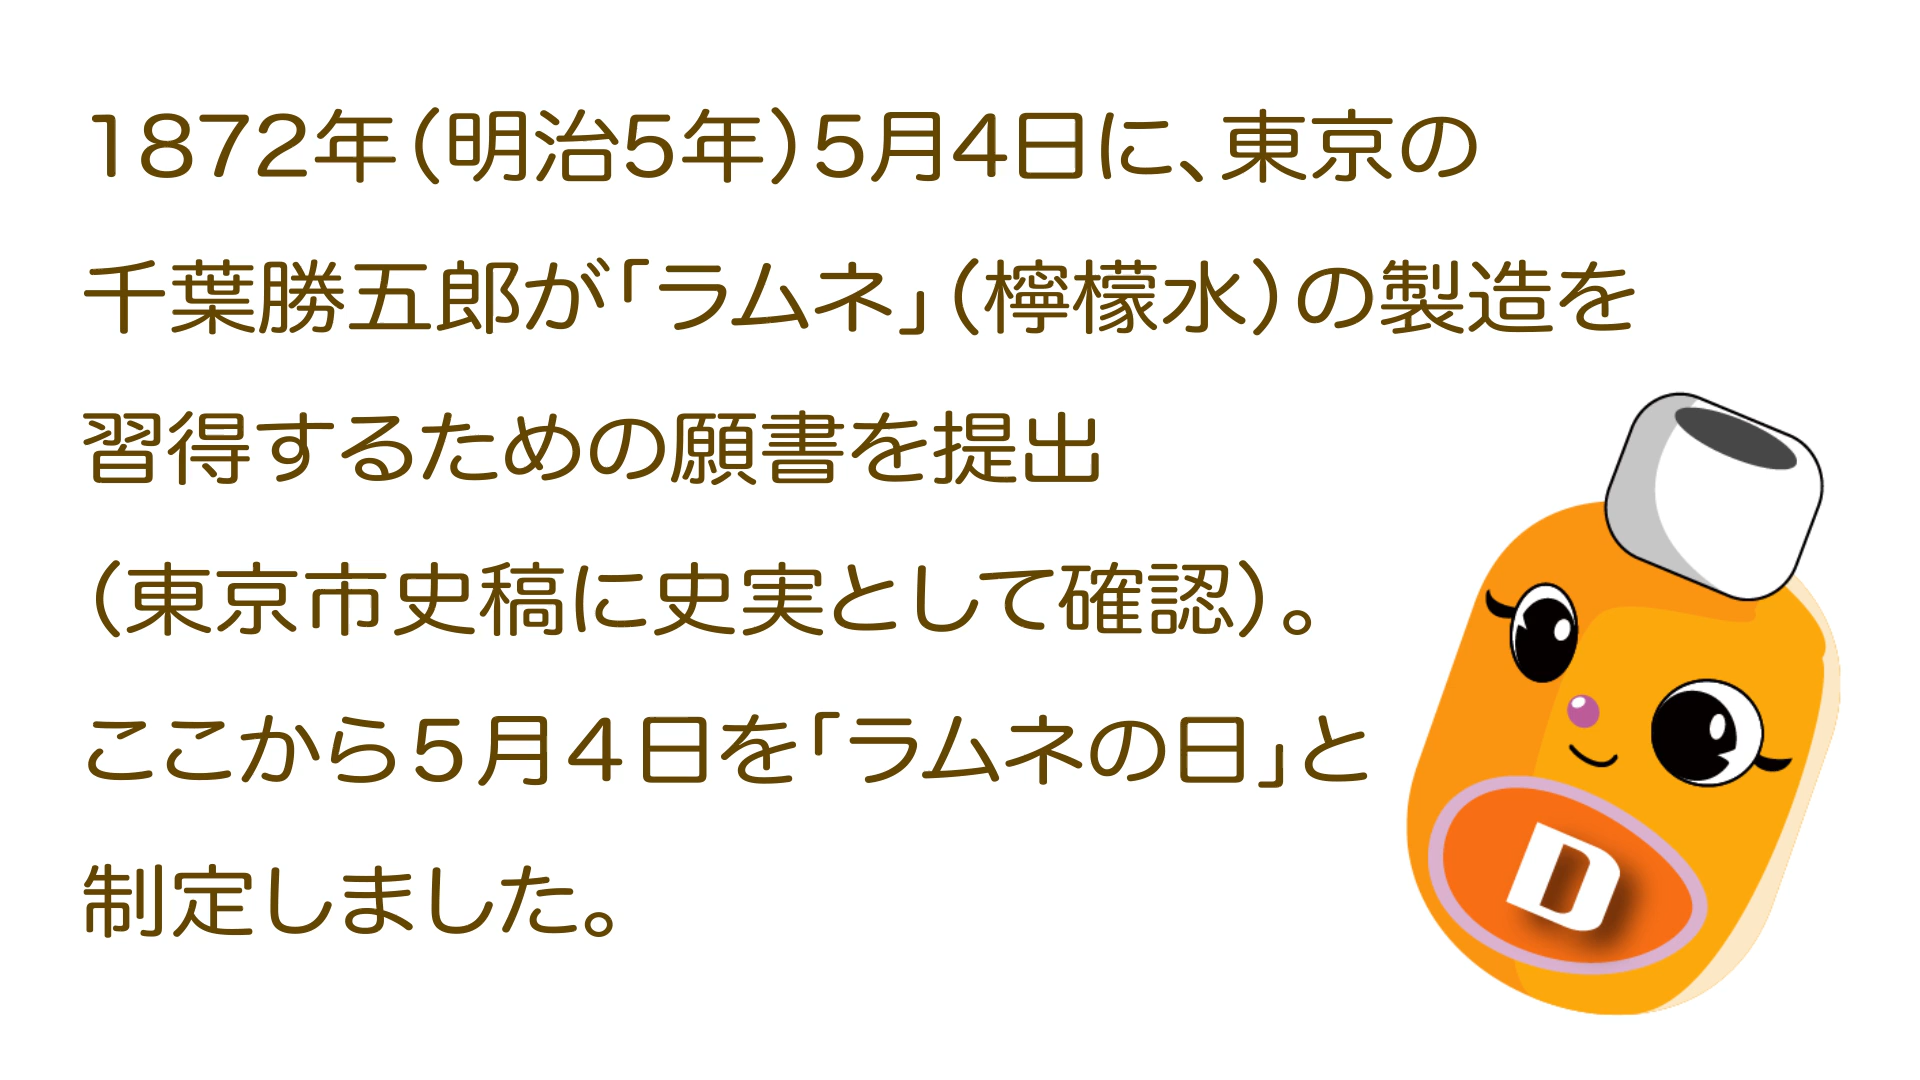 1872年（明治5年）5月4日に、東京の
千葉勝五郎が「ラムネ」（檸檬水）の製造を
習得するための願書を提出
（東京市史稿に史実として確認）。
ここから５月４日を「ラムネの日」と
制定しました。
D